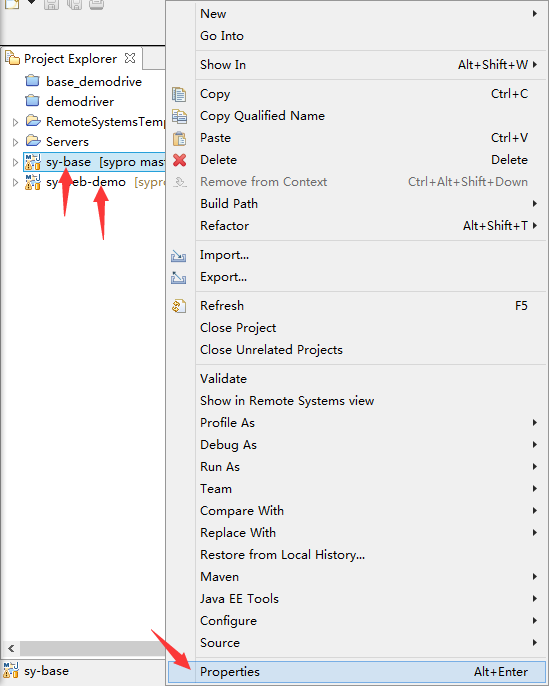 New
Go Into
Show In Alt+Shift+W
Project Explorer
base_demodrive
demodriver
RemoteSystemsTemp
Servers
sy-base [sypro mast
demo [sypro
Copy Ctrl+C
Copy Qualified Name
Paste Ctrl+V
Delete Delete
Remove from Context Ctrl+Alt+Shift+Down
Build Path
Refactor Alt+Shift+T
Import...
Export...
Refresh F5
Close Project
Close Unrelated Projects
Validate
Show in Remote Systems view
Profile As
Debug As
Run As
Team
Compare With
Replace With
Restore from Local History...
Maven
Java EE Tools
Configure
Source
Properties Alt+Enter
sy-base